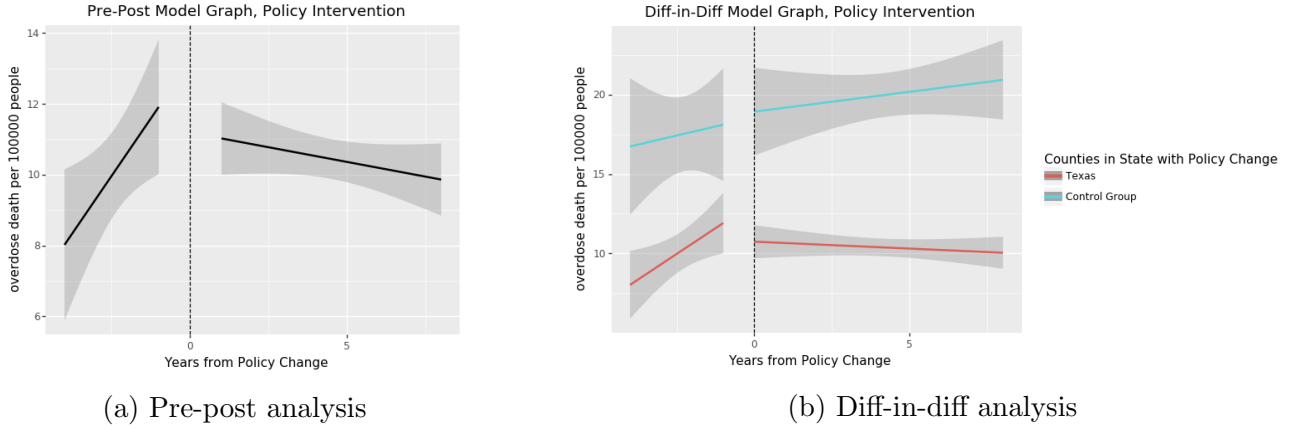 Pre-Post Model Graph, Policy Intervention
14
12
10
8
6
overdose death per 100000 people
0
5
Years from Policy Change
(a) Pre-post analysis
Diff-in-Diff Model Graph, Policy Intervention
20
15
10
overdose death per 100000 people
0
5
Years from Policy Change
Counties in State with Policy Change
Texas
Control Group
(b) Diff-in-diff analysis